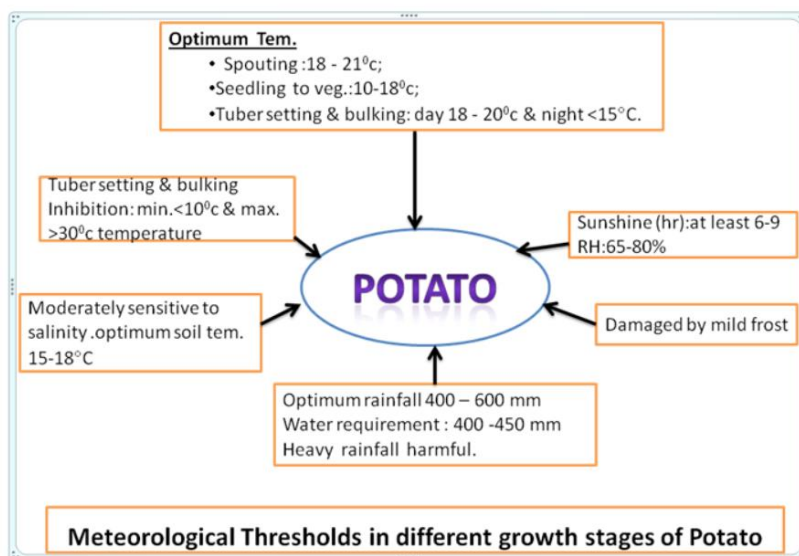 Optimum Tem.
• Spouting :18 - 21⁰c;
•Seedling to veg.:10-18⁰c;
•Tuber setting & bulking: day 18 - 20⁰c & night <15°C.
Tuber setting & bulking
Inhibition: min.<10⁰c & max.
>30⁰c temperature
Sunshine (hr):at least 6-9
RH:65-80%
POTATO
Moderately sensitive to
salinity .optimum soil tem.
15-18°C
Damaged by mild frost
Optimum rainfall 400 – 600 mm
Water requirement : 400 -450 mm
Heavy rainfall harmful.
Meteorological Thresholds in different growth stages of Potato